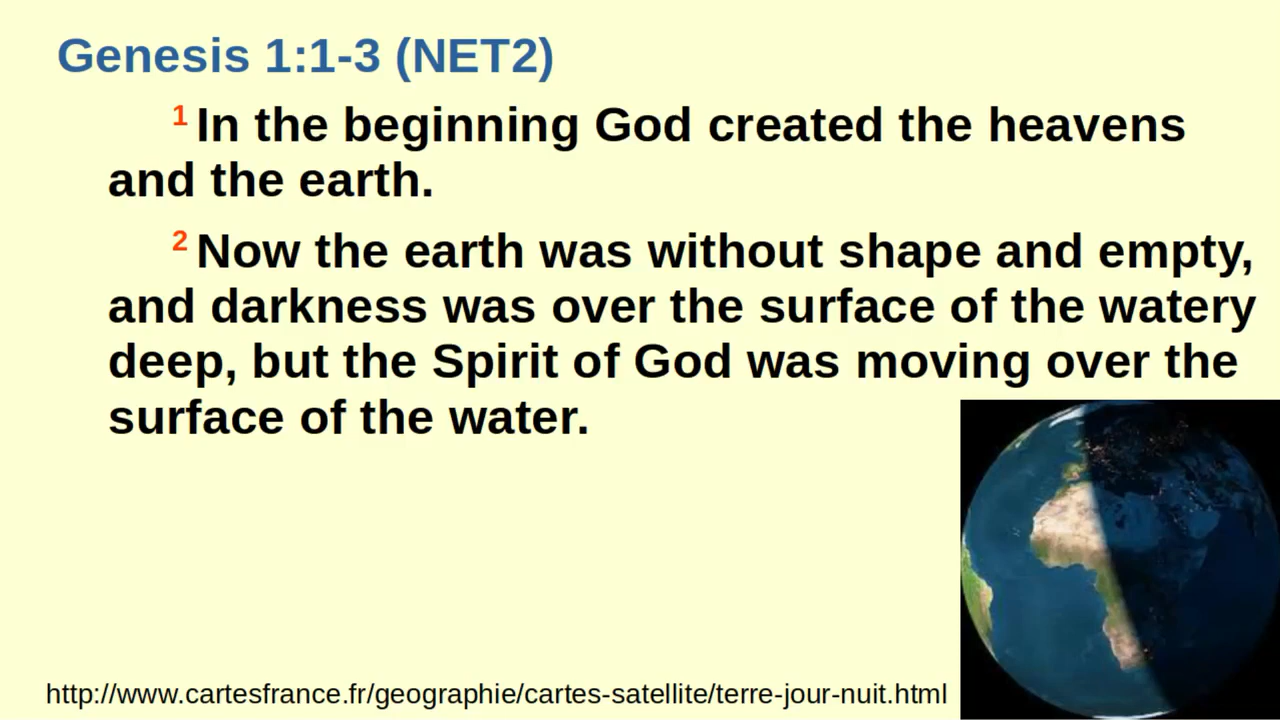 Genesis 1:1-3 (NET2)
1 In the beginning God created the heavens
and the earth.
2 Now the earth was without shape and empty,
and darkness was over the surface of the watery
deep, but the Spirit of God was moving over the
surface of the water.
http://www.cartesfrance.fr/geographie/cartes-satellite/terre-jour-nuit.html